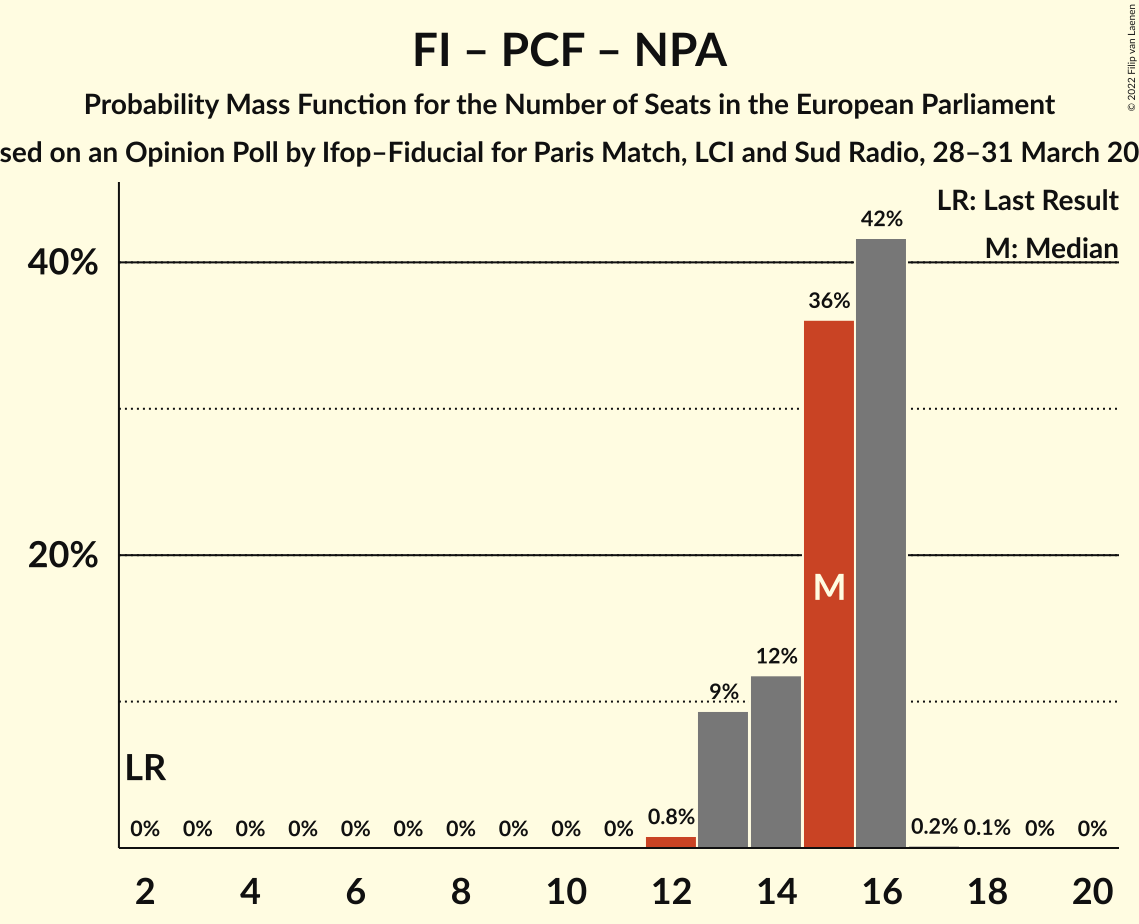 FI – PCF – NPA
Probability Mass Function for the Number of Seats in the European Parliament
sed on an Opinion Poll by Ifop–Fiducial for Paris Match, LCI and Sud Radio, 28–31 March 20
© 2022 Filip van Laenen
LR: Last Result
M: Median
42%
40%
36%
20%
M
12%
9%
LR
0% 0% 0% 0% 0% 0% 0% 0% 0% 0% 0.8% 0.2% 0.1% 0% 0%
2 4 6 8 10 12 14 16 18 20